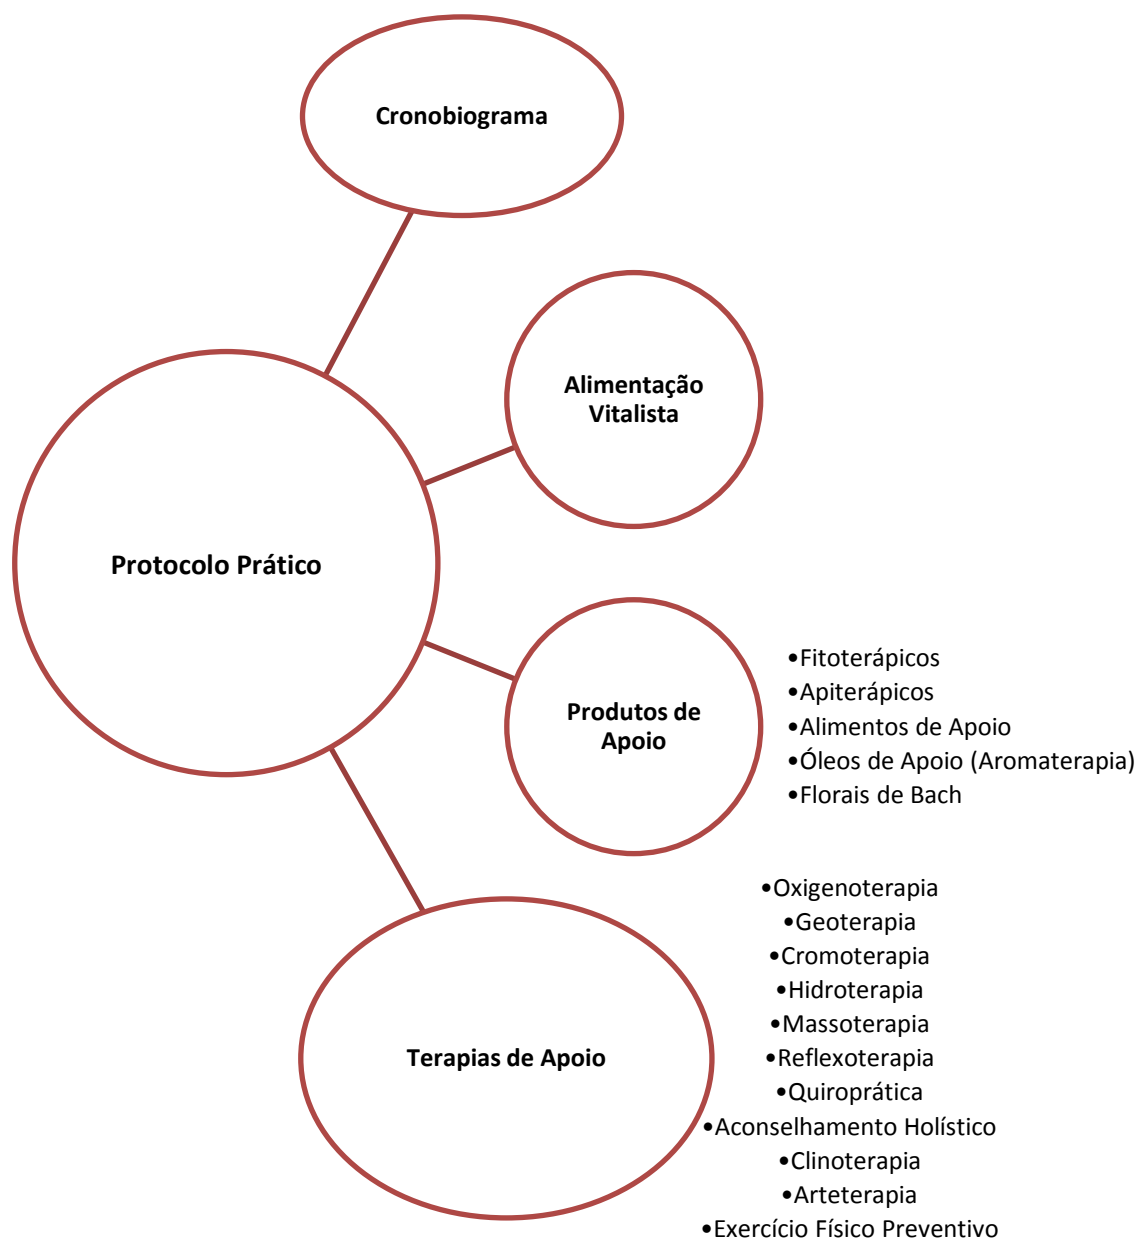 Cronobiograma
Alimentação
Vitalista
Protocolo Prático
Produtos de
Apoio
•Fitoterápicos
•Apiterápicos
•Alimentos de Apoio
•Óleos de Apoio (Aromaterapia)
•Florais de Bach
Terapias de Apoio
•Oxigenoterapia
•Geoterapia
•Cromoterapia
•Hidroterapia
•Massoterapia
•Reflexoterapia
•Quiroprática
•Aconselhamento Holístico
•Clinoterapia
•Arteterapia
•Exercício Físico Preventivo